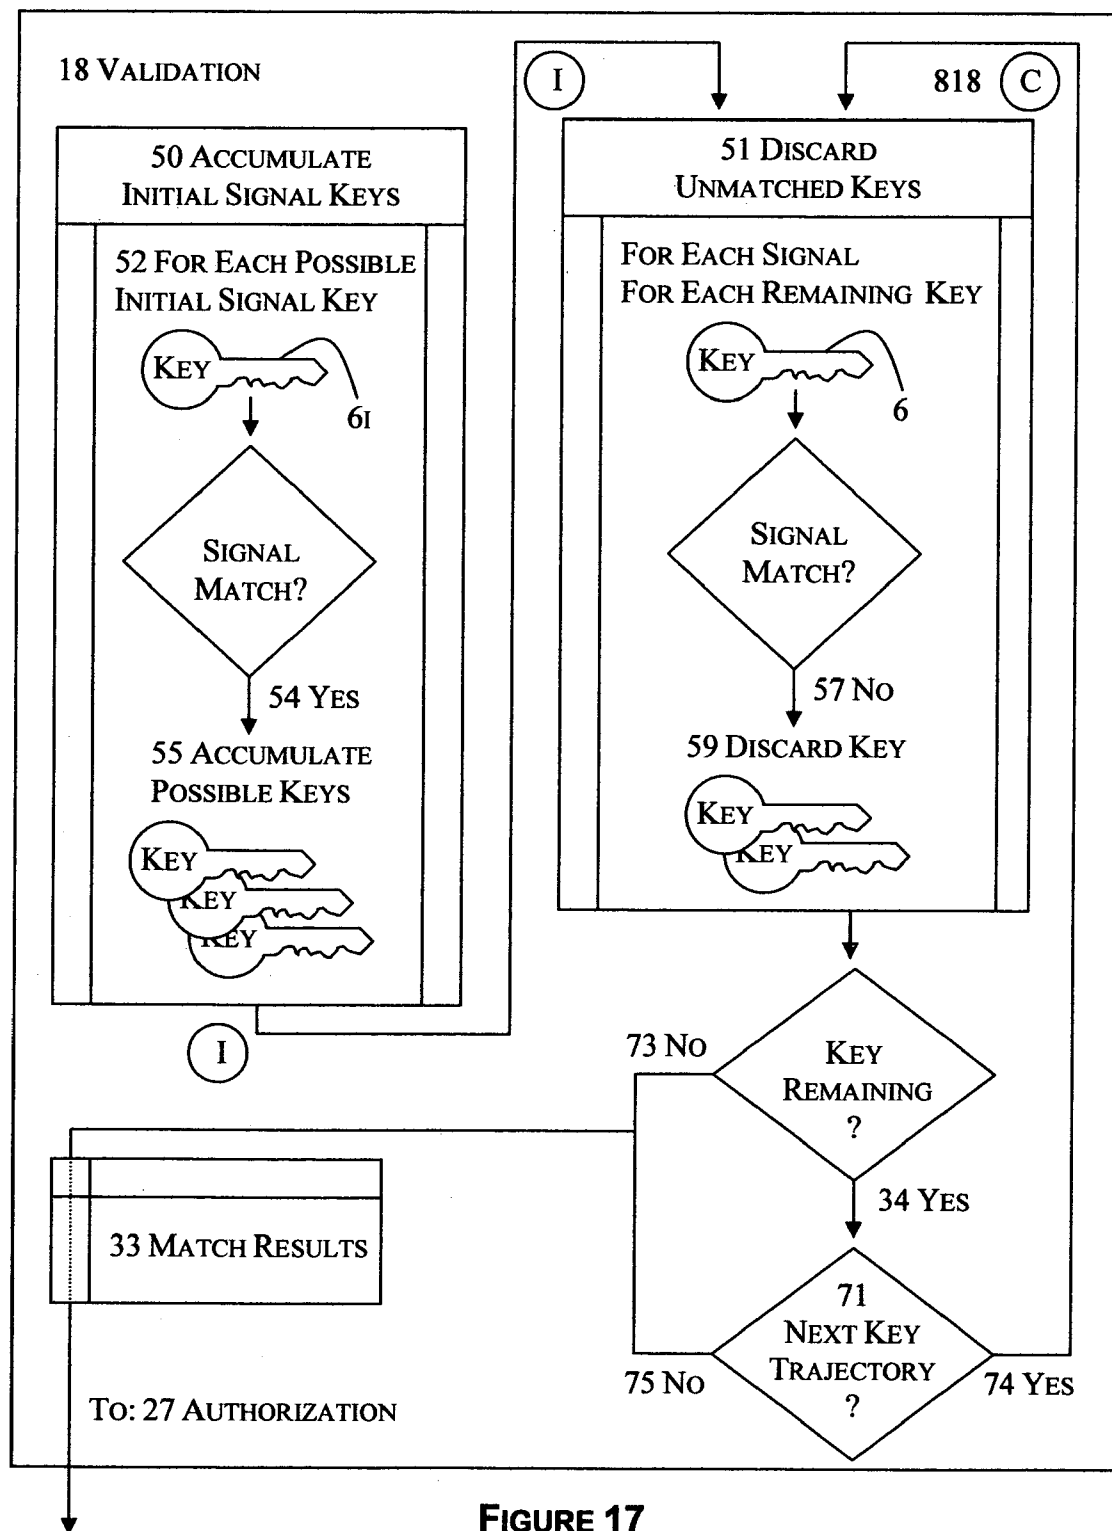 18 VALIDATION
50 ACCUMULATE
INITIAL SIGNAL KEYS
52 FOR EACH POSSIBLE
INITIAL SIGNAL KEY
KEY
6I
SIGNAL
MATCH?
54 YES
55 ACCUMULATE
POSSIBLE KEYS
KEY
KEY
KEY
I
I
818
C
51 DISCARD
UNMATCHED KEYS
FOR EACH SIGNAL
FOR EACH REMAINING KEY
KEY
6
SIGNAL
MATCH?
57 NO
59 DISCARD KEY
KEY
KEY
73 NO
KEY
REMAINING
?
34 YES
33 MATCH RESULTS
71
NEXT KEY
TRAJECTORY
?
75 NO
74 YES
TO: 27 AUTHORIZATION
FIGURE 17